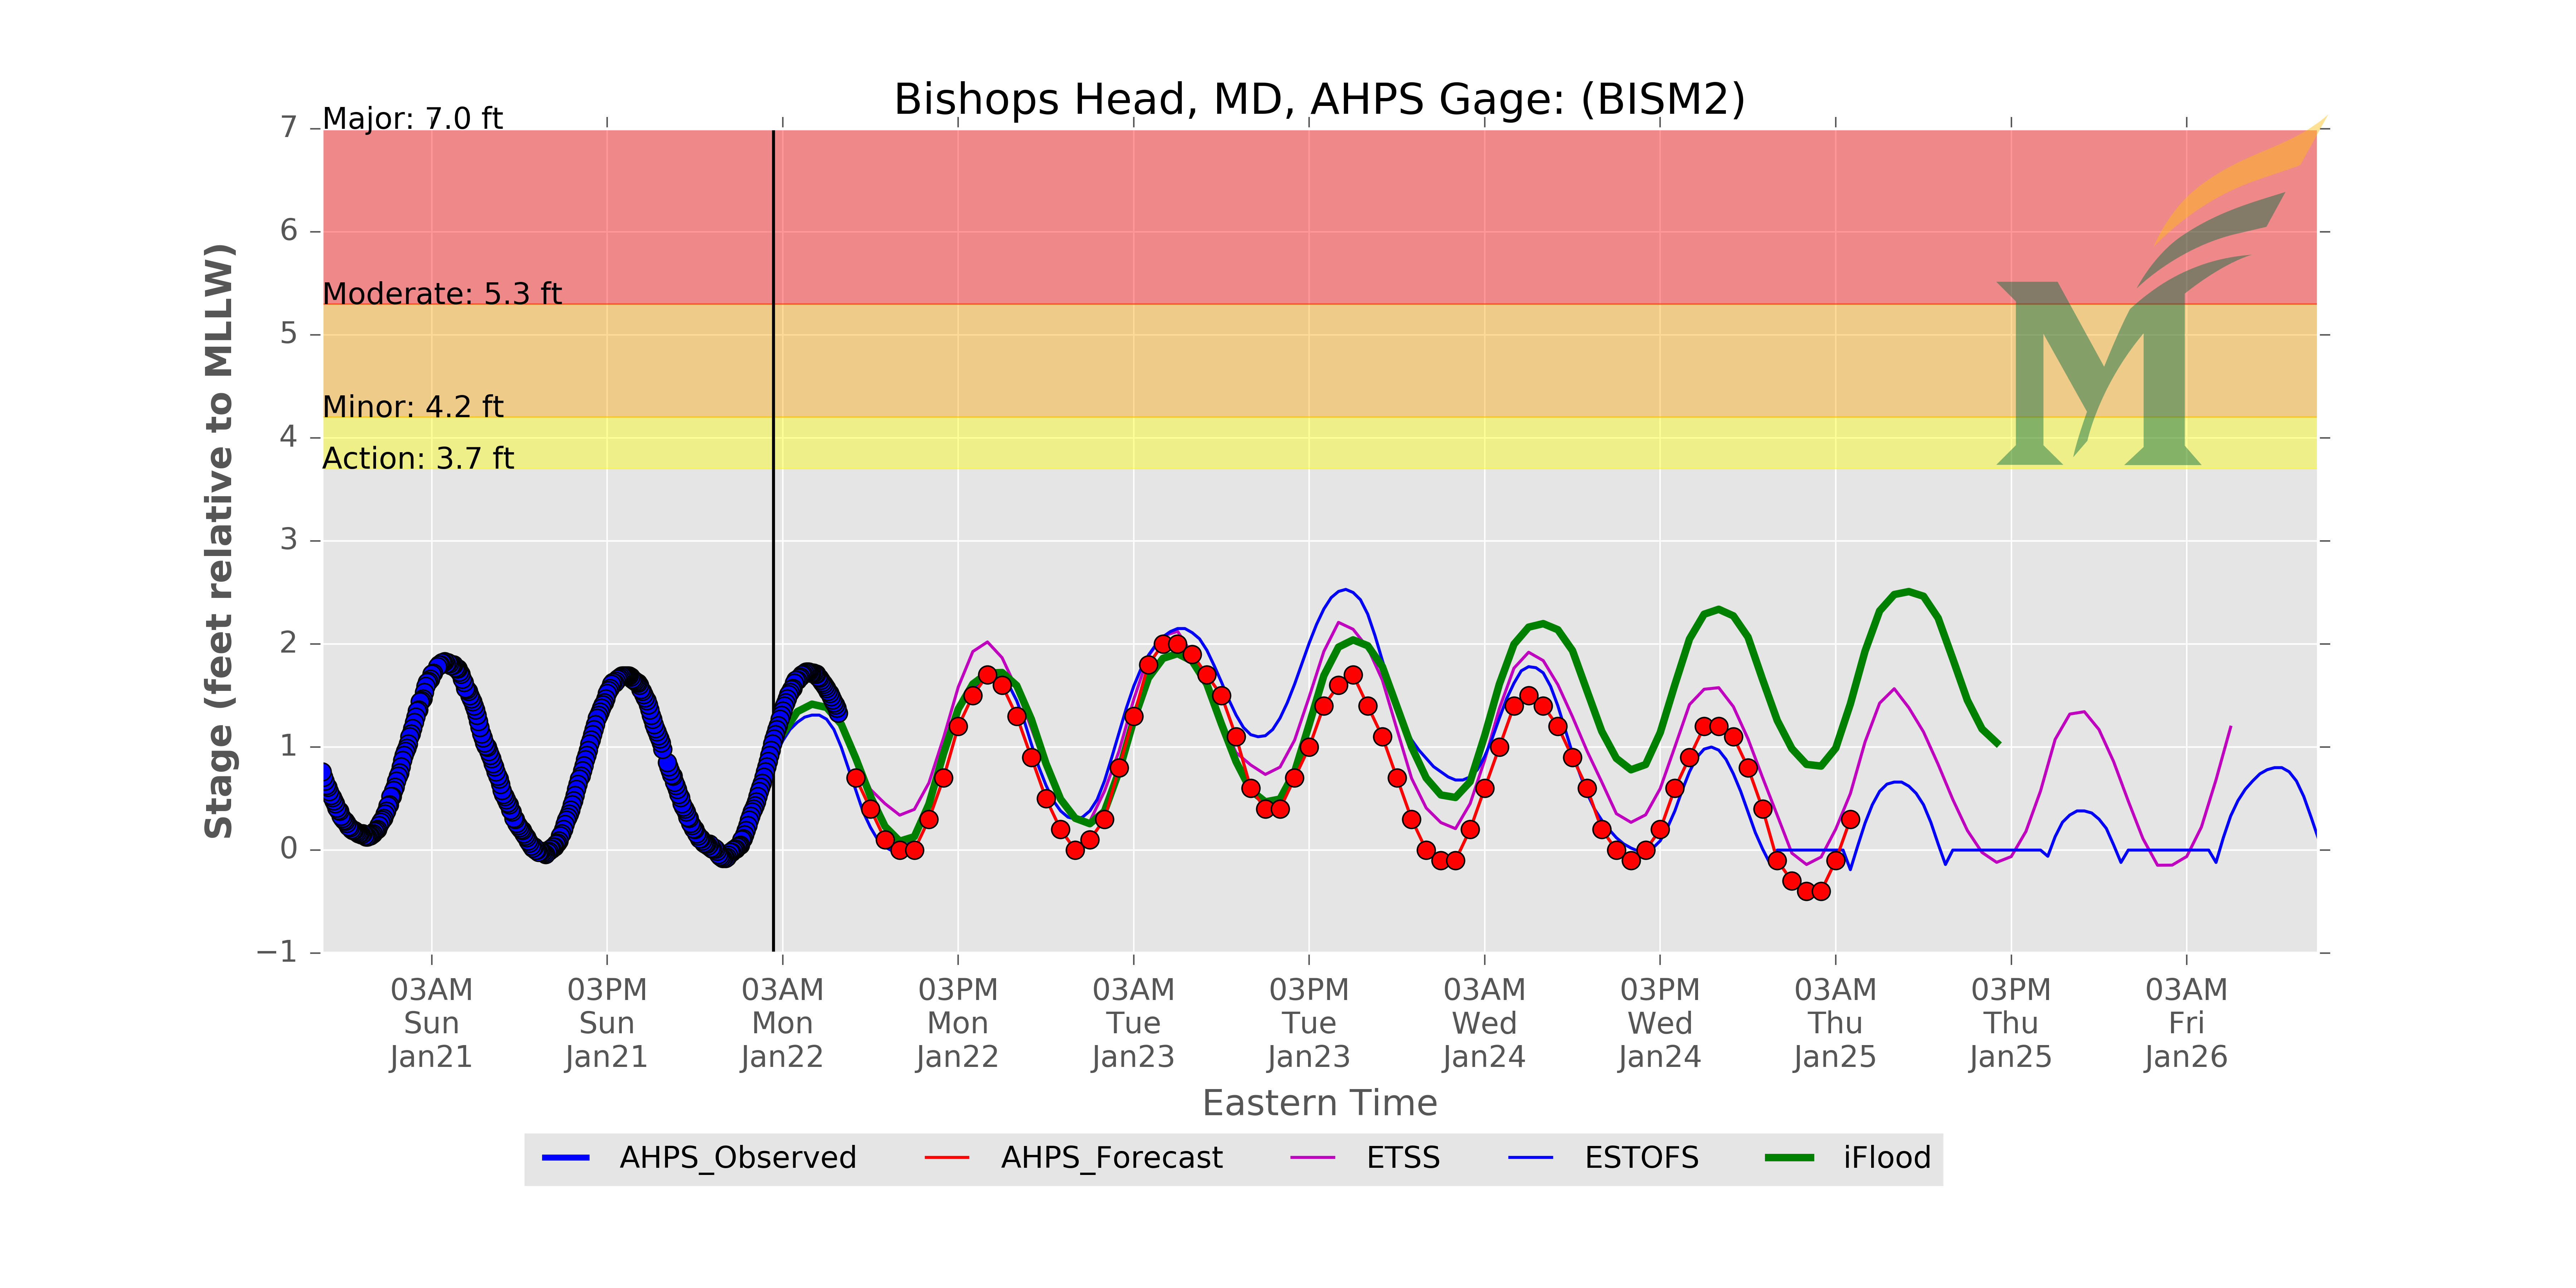 Bishops Head, MD, AHPS Gage: (BISM2)
Major: 7.0 ft
Moderate: 5.3 ft
Minor: 4.2 ft
Action: 3.7 ft
7
6
5
4
3
2
1
0
−1
Stage (feet relative to MLLW)
03AM
Sun
Jan21
03PM
Sun
Jan21
03AM
Mon
Jan22
03PM
Mon
Jan22
03AM
Tue
Jan23
03PM
Tue
Jan23
03AM
Wed
Jan24
03PM
Wed
Jan24
03AM
Thu
Jan25
03PM
Thu
Jan25
03AM
Fri
Jan26
Eastern Time
AHPS_Observed
AHPS_Forecast
ETSS
ESTOFS
iFlood
M